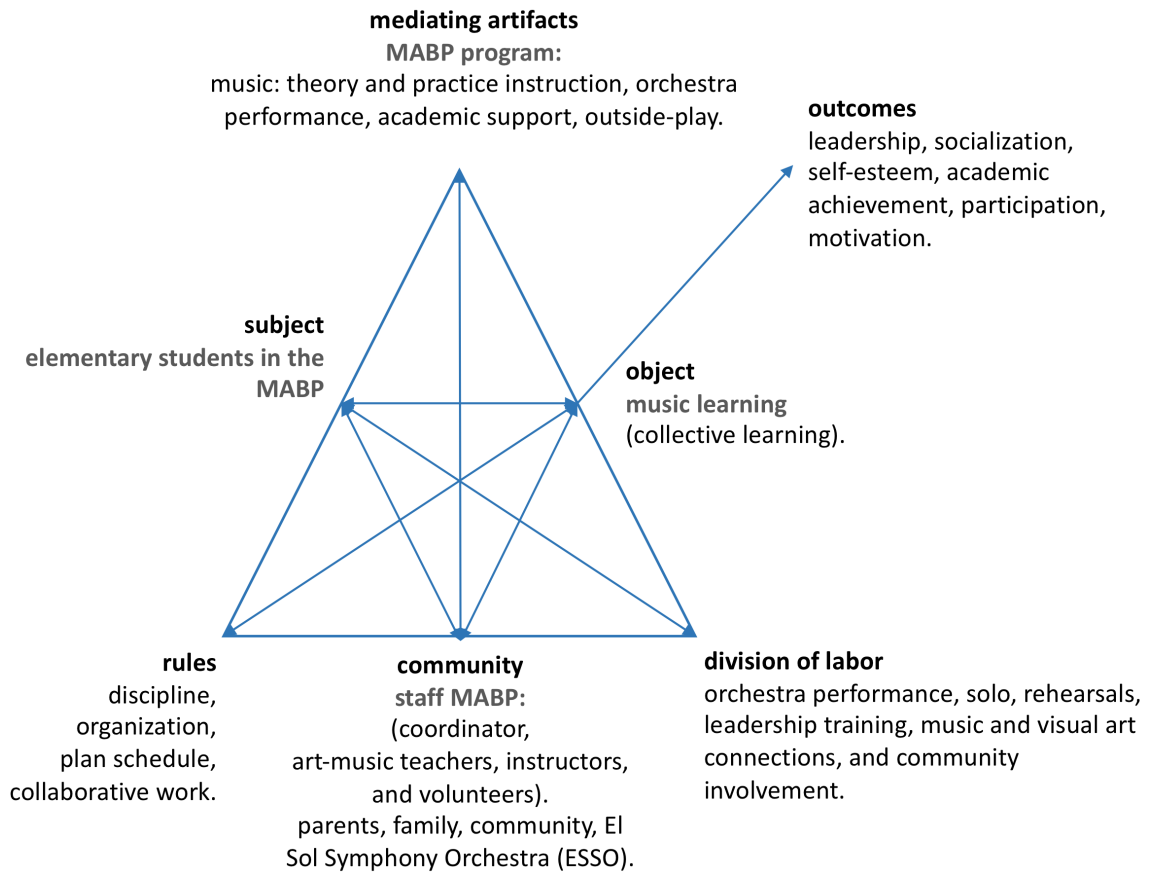 mediating artifacts
MABP program:
music: theory and practice instruction, orchestra
performance, academic support, outside-play.
outcomes
leadership, socialization,
self-esteem, academic
achievement, participation,
motivation.
subject
elementary students in the
MABP
object
music learning
(collective learning).
rules
discipline,
organization,
plan schedule,
collaborative work.
community
staff MABP:
(coordinator,
art-music teachers, instructors,
and volunteers).
parents, family, community, El
Sol Symphony Orchestra (ESSO).
division of labor
orchestra performance, solo, rehearsals,
leadership training, music and visual art
connections, and community
involvement.